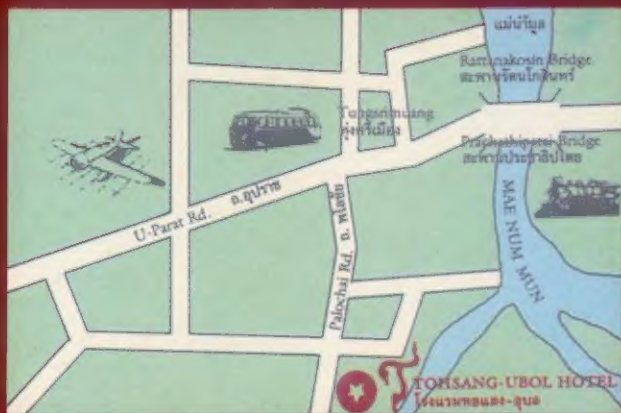 แม่น้ำมูล
Rattanakosin Bridge
สะพานรัตนโกสินทร์
Tungsrimuang
ทุ่งศรีเมือง
Prachathipatai Bridge
สะพานประชาธิปไตย
U-Parat Rd. ถ.อุปราช
Palochai Rd. ถ. พโลชัย
MAE NUM MUN
TOHSANG-UBOL HOTEL
โรงแรมทอแสง-อุบล